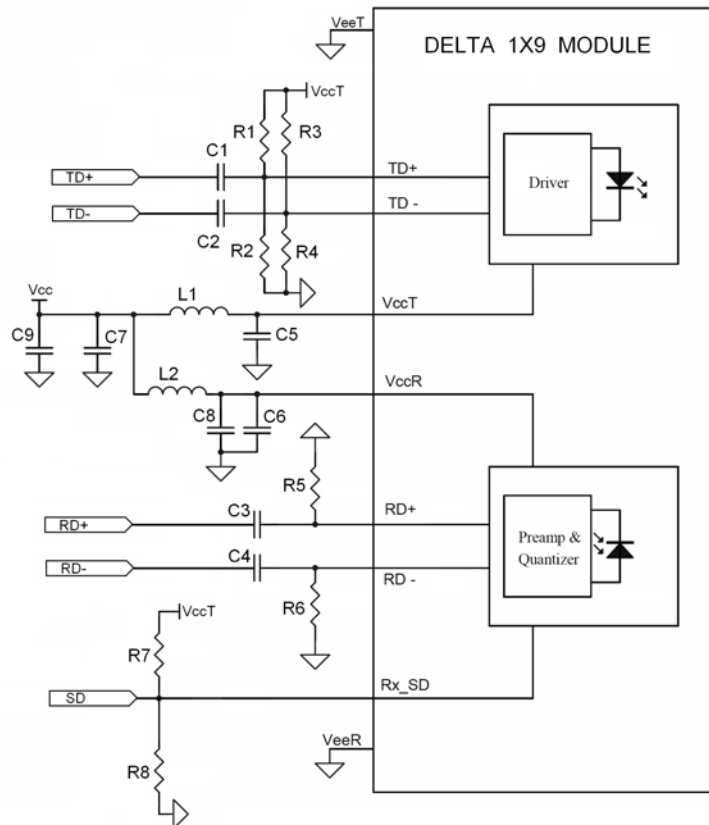 VeeT
DELTA 1X9 MODULE
VccT
R1
R3
C1
TD+
TD+
Driver
TD-
TD -
C2
R2
R4
Vcc
L1
VccT
C9
C7
C5
L2
VccR
C8
C6
R5
C3
RD+
RD+
Preamp &
Quantizer
C4
RD-
RD -
R6
VccT
R7
Rx_SD
SD
VeeR
R8